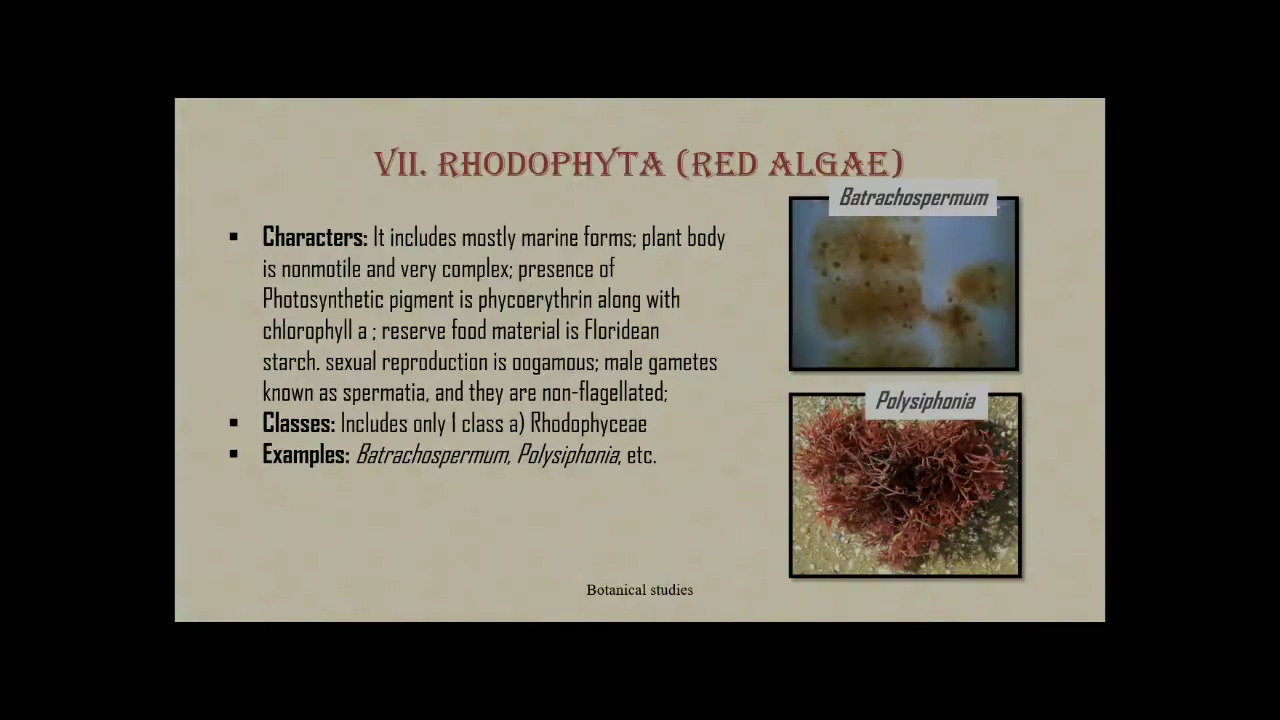 VII. RHODOPHYTA (RED ALGAE)
▪ Characters: It includes mostly marine forms; plant body
is nonmotile and very complex; presence of
Photosynthetic pigment is phycoerythrin along with
chlorophyll a ; reserve food material is Floridean
starch. sexual reproduction is oogamous; male gametes
known as spermatia, and they are non-flagellated;
▪ Classes: Includes only 1 class a) Rhodophyceae
▪ Examples: Batrachospermum, Polysiphonia, etc.
Batrachospermum
Polysiphonia
Botanical studies